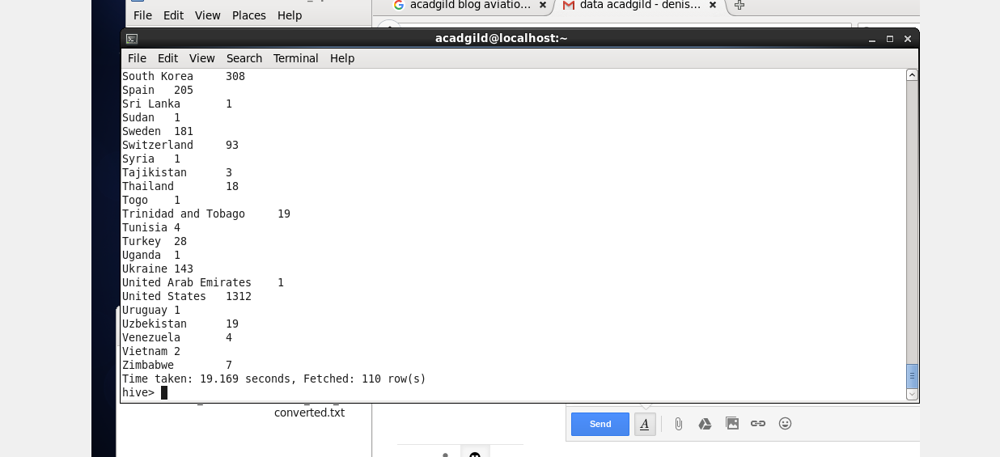 File Edit View Places Help
acadgild blog aviatio...
data acadgild - denis...
acadgild@localhost:~
File Edit View Search Terminal Help
South Korea 308
Spain 205
Sri Lanka 1
Sudan 1
Sweden 181
Switzerland 93
Syria 1
Tajikistan 3
Thailand 18
Togo 1
Trinidad and Tobago 19
Tunisia 4
Turkey 28
Uganda 1
Ukraine 143
United Arab Emirates 1
United States 1312
Uruguay 1
Uzbekistan 19
Venezuela 4
Vietnam 2
Zimbabwe 7
Time taken: 19.169 seconds, Fetched: 110 row(s)
hive>
converted.txt
Send A